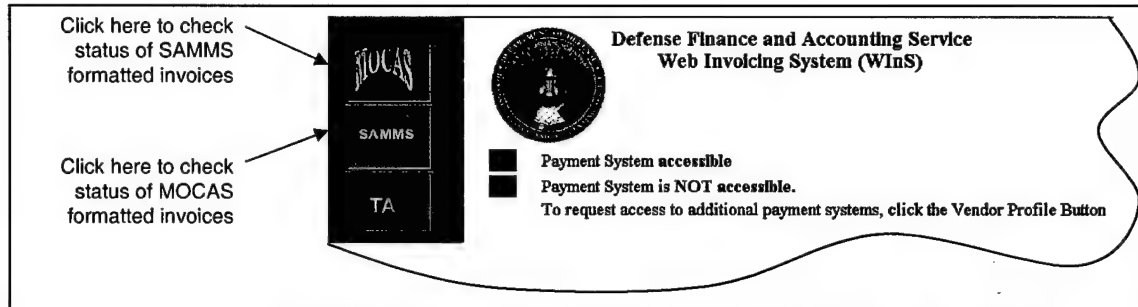 Click here to check
status of SAMMS
formatted invoices
Click here to check
status of MOCAS
formatted invoices
MOCAS
SAMMS
TA
Defense Finance and Accounting Service
Web Invoicing System (WInS)
Payment System accessible
Payment System is NOT accessible.
To request access to additional payment systems, click the Vendor Profile Button